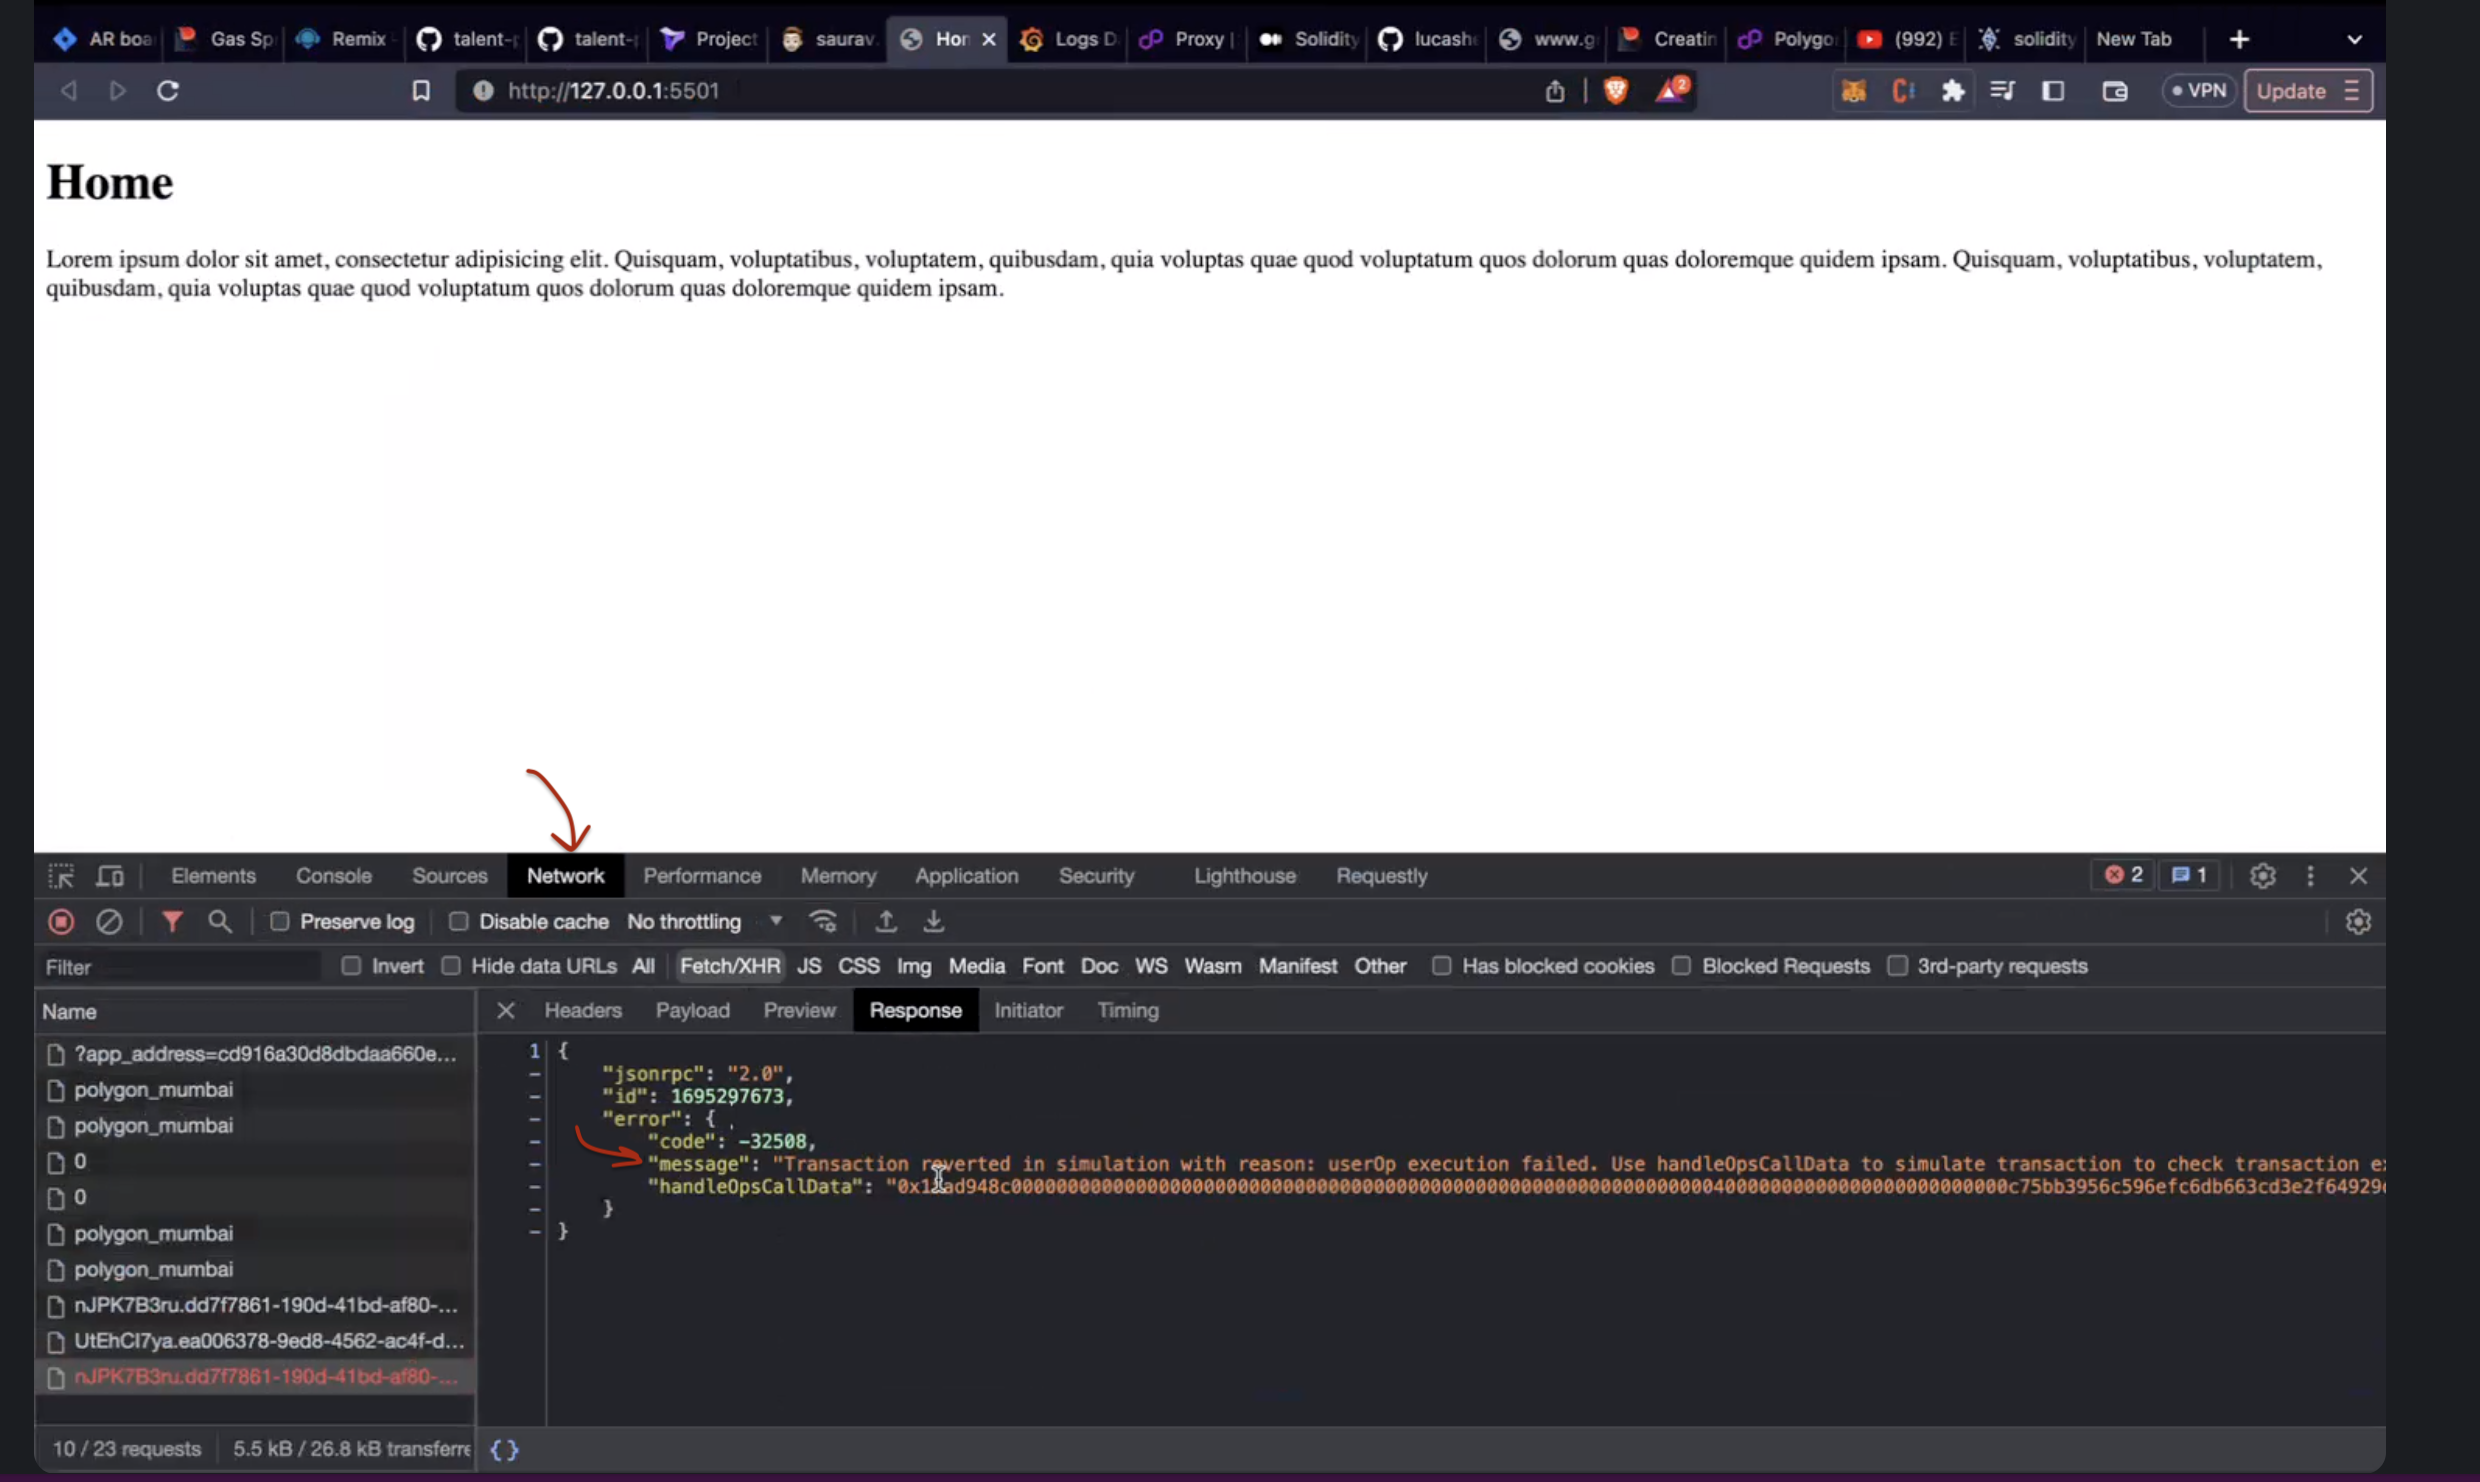 AR boa Gas Sp Remix talent- talent- Project saurav. Hor Logs D Proxy | Solidity lucash www.g Creatin Polygo (992) E solidity New Tab
http://127.0.0.1:5501 2 VPN Update
Home
Lorem ipsum dolor sit amet, consectetur adipisicing elit. Quisquam, voluptatibus, voluptatem, quibusdam, quia voluptas quae quod voluptatum quos dolorum quas doloremque quidem ipsam. Quisquam, voluptatibus, voluptatem,
quibusdam, quia voluptas quae quod voluptatum quos dolorum quas doloremque quidem ipsam.
Elements Console Sources Network Performance Memory Application Security Lighthouse Requestly 2 1
Preserve log Disable cache No throttling
Filter Invert Hide data URLs All Fetch/XHR JS CSS Img Media Font Doc WS Wasm Manifest Other Has blocked cookies Blocked Requests 3rd-party requests
Name
?app_address=cd916a30d8dbdaa660e...
polygon_mumbai
polygon_mumbai
0
0
polygon_mumbai
polygon_mumbai
nJPK7B3ru.dd7f7861-190d-41bd-af80-...
UtEhCI7ya.ea006378-9ed8-4562-ac4f-d...
nJPK7B3ru.dd7f7861-190d-41bd-af80-...
10 / 23 requests 5.5 kB / 26.8 kB transferre
Headers Payload Preview Response Initiator Timing
1 {
"jsonrpc": "2.0",
"id": 1695297673,
"error": {
"code": -32508,
"message": "Transaction reverted in simulation with reason: userOp execution failed. Use handleOpsCallData to simulate transaction to check transaction ex
"handleOpsCallData":
}
}
{}